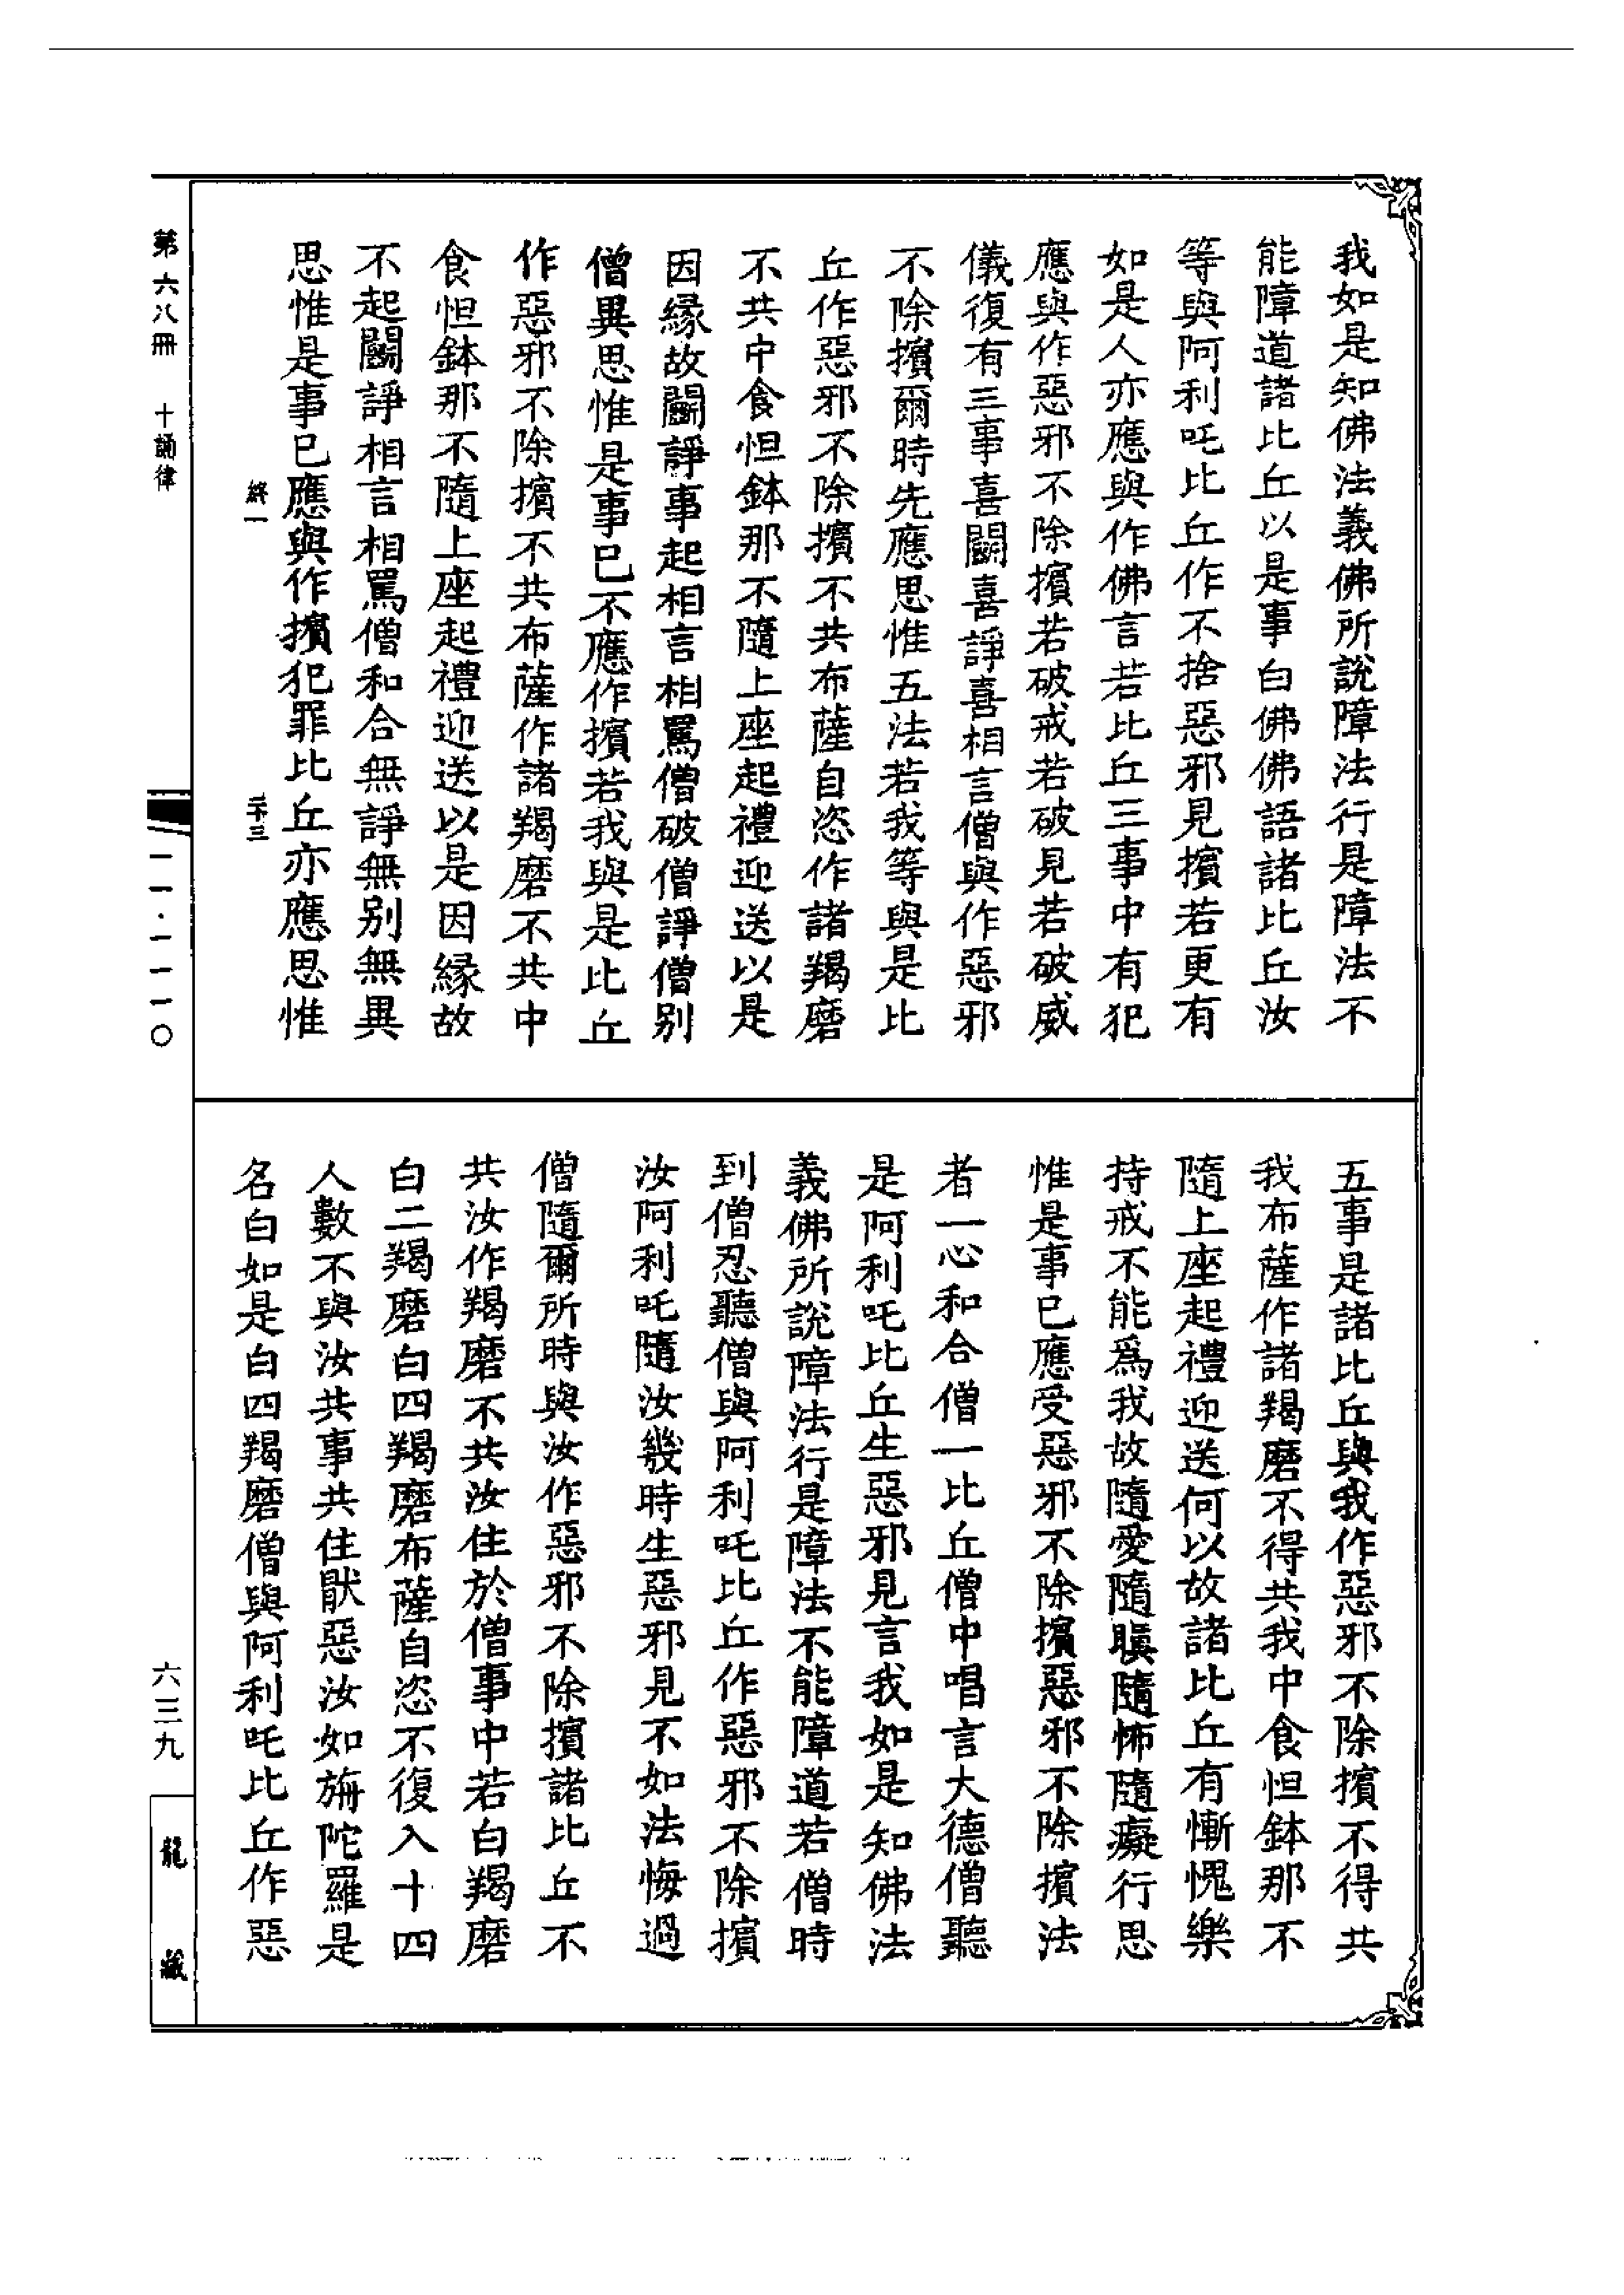 我如是知佛法義佛所說障法行是障法不
能障道諸比丘以是事白佛佛語諸比丘汝
等與阿利吒比丘作不捨惡邪見擯若更有
如是人亦應與作佛言若比丘三事中有犯
應與作惡邪不除擯若破戒若破見若破威
儀復有三事喜鬬喜諍喜相言僧與作惡邪
不除擯爾時先應思惟五法若我等與是比
丘作惡邪不除擯不共布薩自恣作諸羯磨
不共中食怛鉢那不隨上座起禮迎送以是
因緣故鬬諍事起相言相罵僧破僧諍僧別
僧異思惟是事已不應作擯若我與是比丘
作惡邪不除擯不共布薩作諸羯磨不共中
食怛鉢那不隨上座起禮迎送以是因緣故
不起鬬諍相言相罵僧和合無諍無別無異
思惟是事已應與作擯犯罪比丘亦應思惟
終一
二十三
五事是諸比丘與我作惡邪不除擯不得共
我布薩作諸羯磨不得共我中食怛鉢那不
隨上座起禮迎送何以故諸比丘有慚愧樂
持戒不能爲我故隨愛隨瞋隨怖隨癡行思
惟是事已應受惡邪不除擯惡邪不除擯法
者一心和合僧一比丘僧中唱言大德僧聽
是阿利吒比丘生惡邪見言我如是知佛法
義佛所說障法行是障法不能障道若僧時
到僧忍聽僧與阿利吒比丘作惡邪不除擯
汝阿利吒隨汝幾時生惡邪見不如法悔過
僧隨爾所時與汝作惡邪不除擯諸比丘不
共汝作羯磨不共汝住於僧事中若白羯磨
白二羯磨白四羯磨布薩自恣不復入十四
人數不與汝共事共住猒惡汝如旃陀羅是
名白如是白四羯磨僧與阿利吒比丘作惡
第六八冊 十誦律
一一·一一一〇
六三九
龍藏